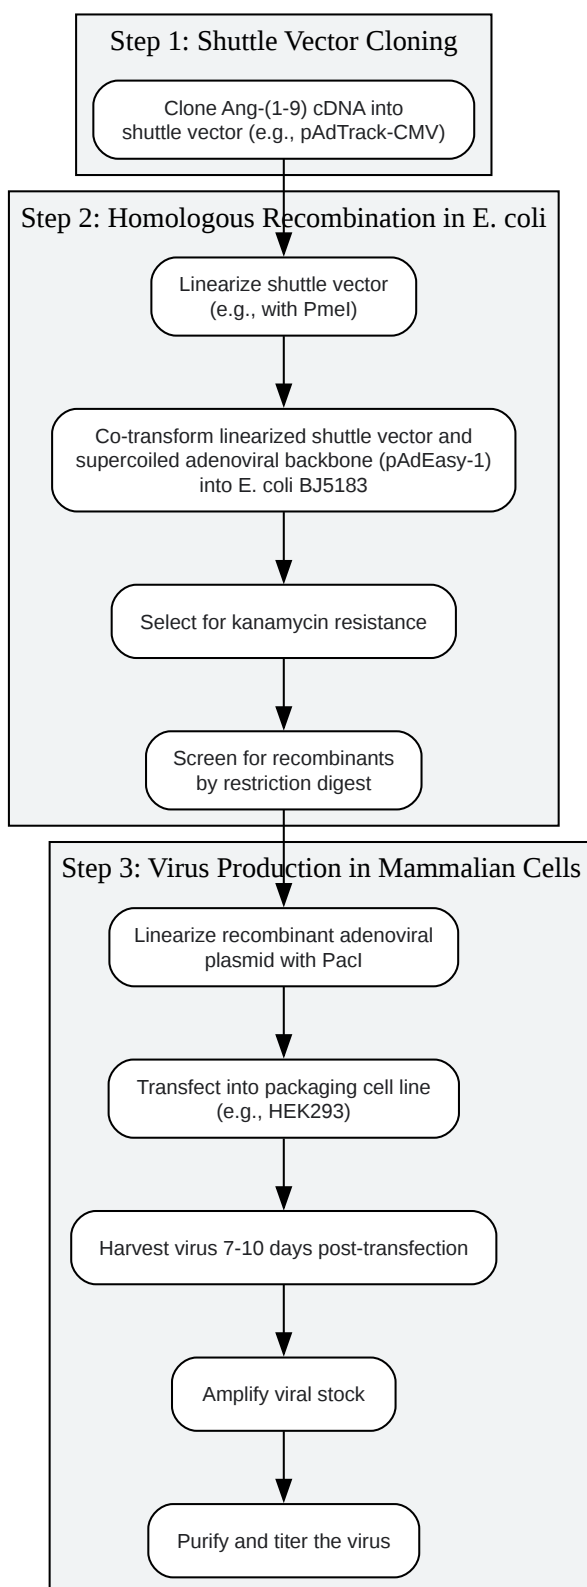 Step 1: Shuttle Vector Cloning
Clone Ang-(1-9) cDNA into
shuttle vector (e.g., pAdTrack-CMV)
Step 2: Homologous Recombination in E. coli
Linearize shuttle vector
(e.g., with PmeI)
Co-transform linearized shuttle vector and
supercoiled adenoviral backbone (pAdEasy-1)
into E. coli BJ5183
Select for kanamycin resistance
Screen for recombinants
by restriction digest
Step 3: Virus Production in Mammalian Cells
Linearize recombinant adenoviral
plasmid with PacI
Transfect into packaging cell line
(e.g., HEK293)
Harvest virus 7-10 days post-transfection
Amplify viral stock
Purify and titer the virus